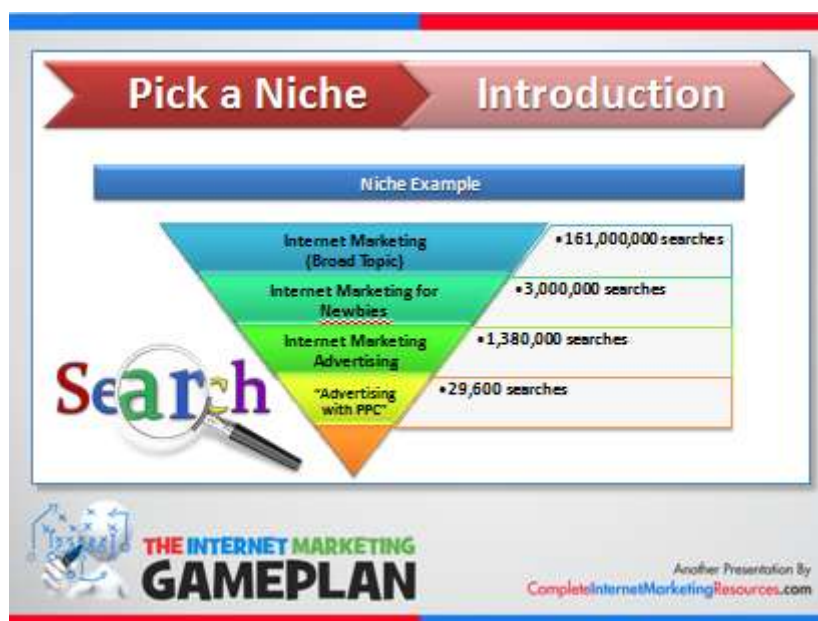 Pick a Niche
Introduction
Niche Example
Internet Marketing
(Broad Topic)
•161,000,000 searches
Internet Marketing for
Newbies
•3,000,000 searches
Internet Marketing
Advertising
•1,380,000 searches
"Advertising
with PPC"
•29,600 searches
Search
THE INTERNET MARKETING
GAMEPLAN
Another Presentation By
CompleteInternetMarketingResources.com